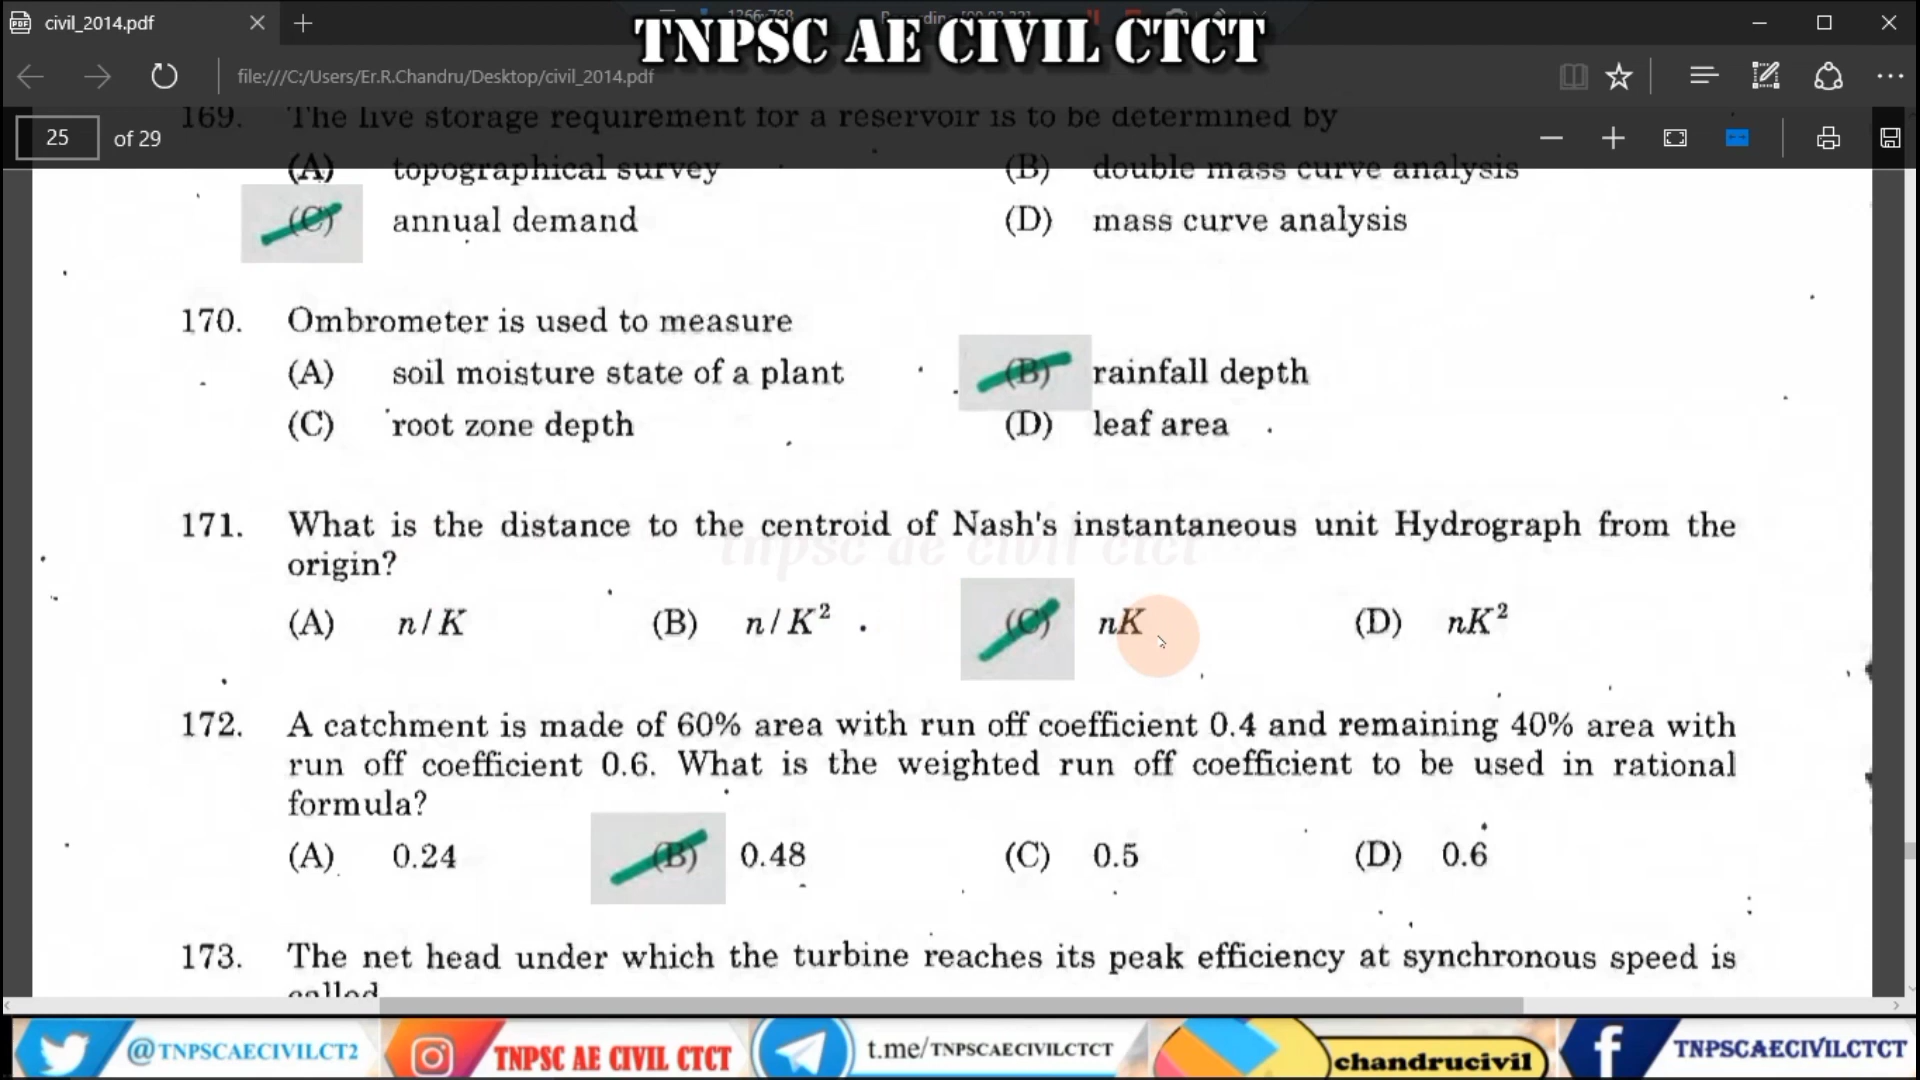 civil_2014.pdf
TNPSC AE CIVIL CTCT
file:///C:/Users/Er.R.Chandru/Desktop/civil_2014.pdf
25 of 29
169. The live storage requirement for a reservoir is to be determined by
(A) topographical survey (B) double mass curve analysis
(C) annual demand (D) mass curve analysis
170. Ombrometer is used to measure
(A) soil moisture state of a plant (B) rainfall depth
(C) root zone depth (D) leaf area
171. What is the distance to the centroid of Nash's instantaneous unit Hydrograph from the
origin?
tnpsc ae civil ctct
(A) n/K (B) n/K² (C) nK (D) nK²
172. A catchment is made of 60% area with run off coefficient 0.4 and remaining 40% area with
run off coefficient 0.6. What is the weighted run off coefficient to be used in rational
formula?
(A) 0.24 (B) 0.48 (C) 0.5 (D) 0.6
173. The net head under which the turbine reaches its peak efficiency at synchronous speed is
called
@TNPSCAECIVILCT2 TNPSC AE CIVIL CTCT t.me/TNPSCAECIVILCTCT chandrucivil TNPSCAECIVILCTCT